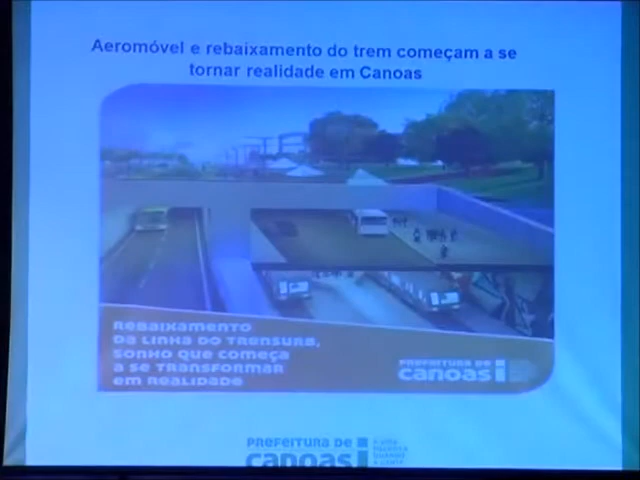 Aeromóvel e rebaixamento do trem começam a se
tornar realidade em Canoas
REBAIXAMENTO
DA LINHA DO TRENSURB,
SONHO QUE COMEÇA
A SE TRANSFORMAR
EM REALIDADE
PREFEITURA DE
CANOAS
PREFEITURA DE
CANOAS